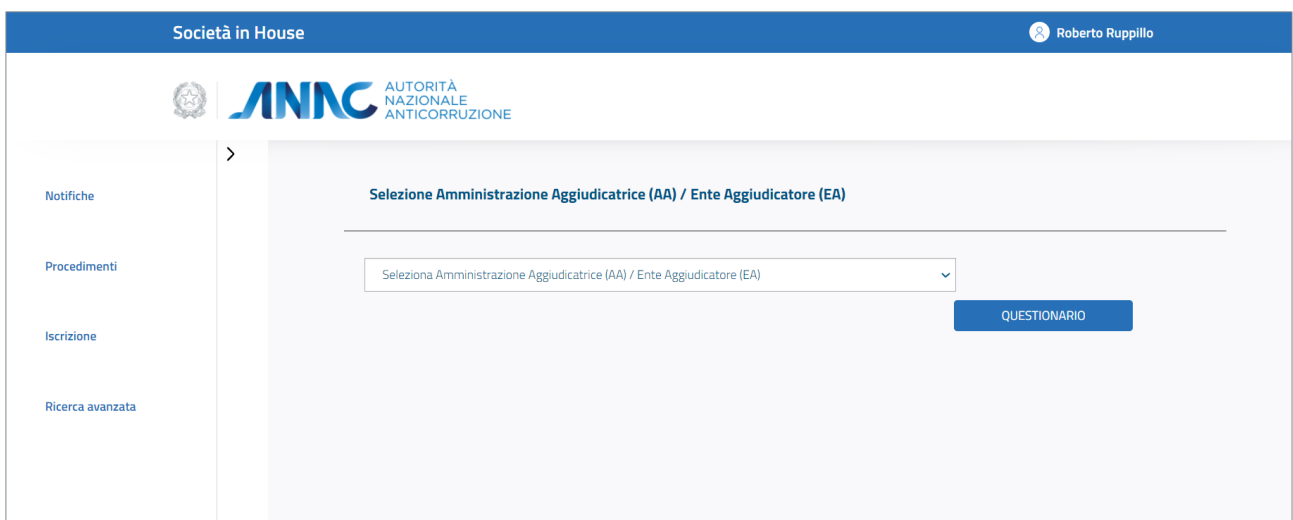 Società in House
Roberto Ruppillo
ANAC
AUTORITÀ
NAZIONALE
ANTICORRUZIONE
Notifiche
Procedimenti
Iscrizione
Ricerca avanzata
Selezione Amministrazione Aggiudicatrice (AA) / Ente Aggiudicatore (EA)
Seleziona Amministrazione Aggiudicatrice (AA) / Ente Aggiudicatore (EA)
QUESTIONARIO